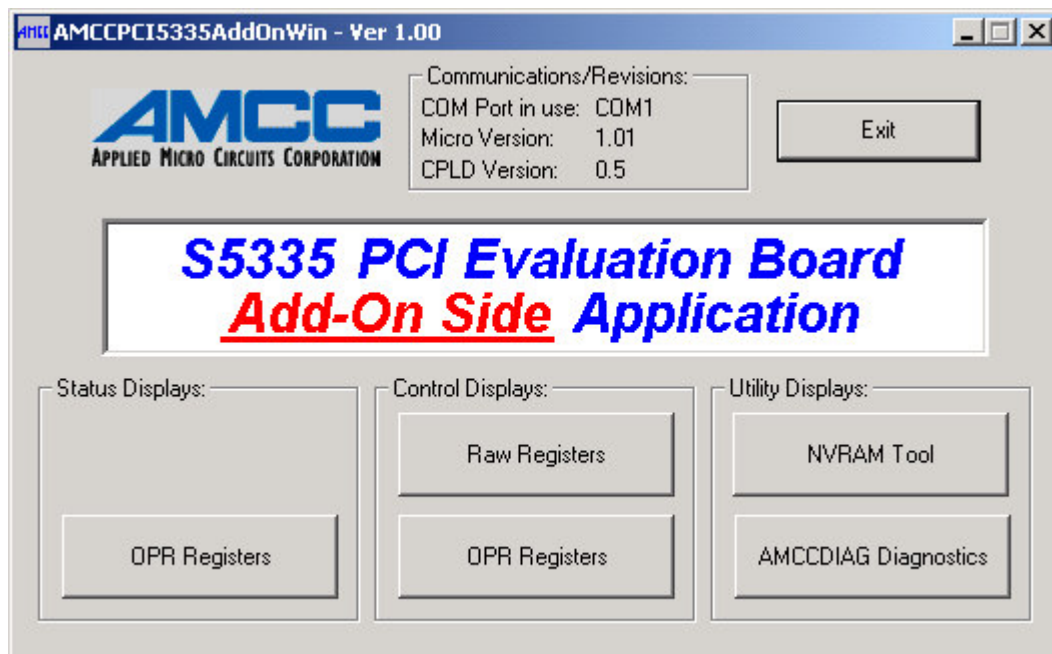 AMCC AMCCPCI5335AddOnWin - Ver 1.00
AMCC
APPLIED MICRO CIRCUITS CORPORATION
Communications/Revisions:
COM Port in use: COM1
Micro Version: 1.01
CPLD Version: 0.5
Exit
S5335 PCI Evaluation Board
Add-On Side Application
Status Displays:
OPR Registers
Control Displays:
Raw Registers
OPR Registers
Utility Displays:
NVRAM Tool
AMCCDIAG Diagnostics